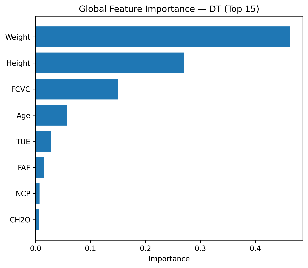 Global Feature Importance — DT (Top 15)
Weight
Height
FCVC
Age
TUE
FAF
NCP
CH2O
0.0 0.1 0.2 0.3 0.4
Importance